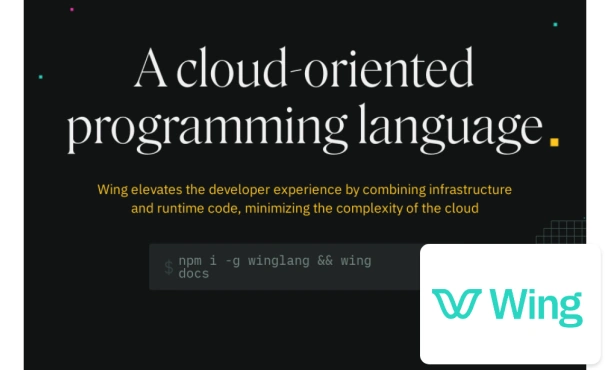 A cloud-oriented
programming language.
Wing elevates the developer experience by combining infrastructure
and runtime code, minimizing the complexity of the cloud
$ npm i -g winglang && wing
docs
Wing